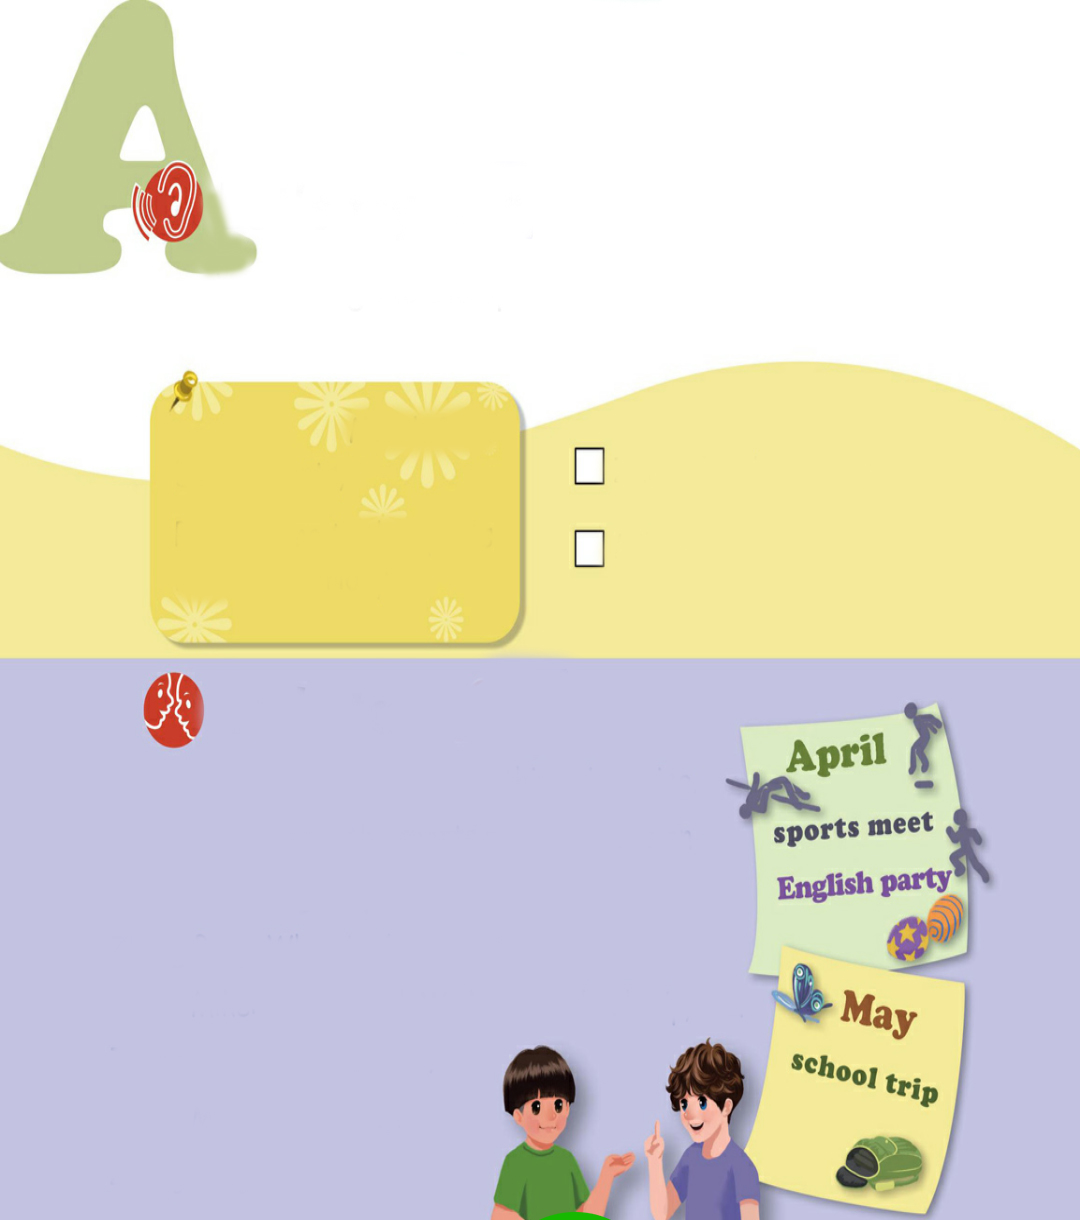 A
April
sports meet
English party
May
school trip